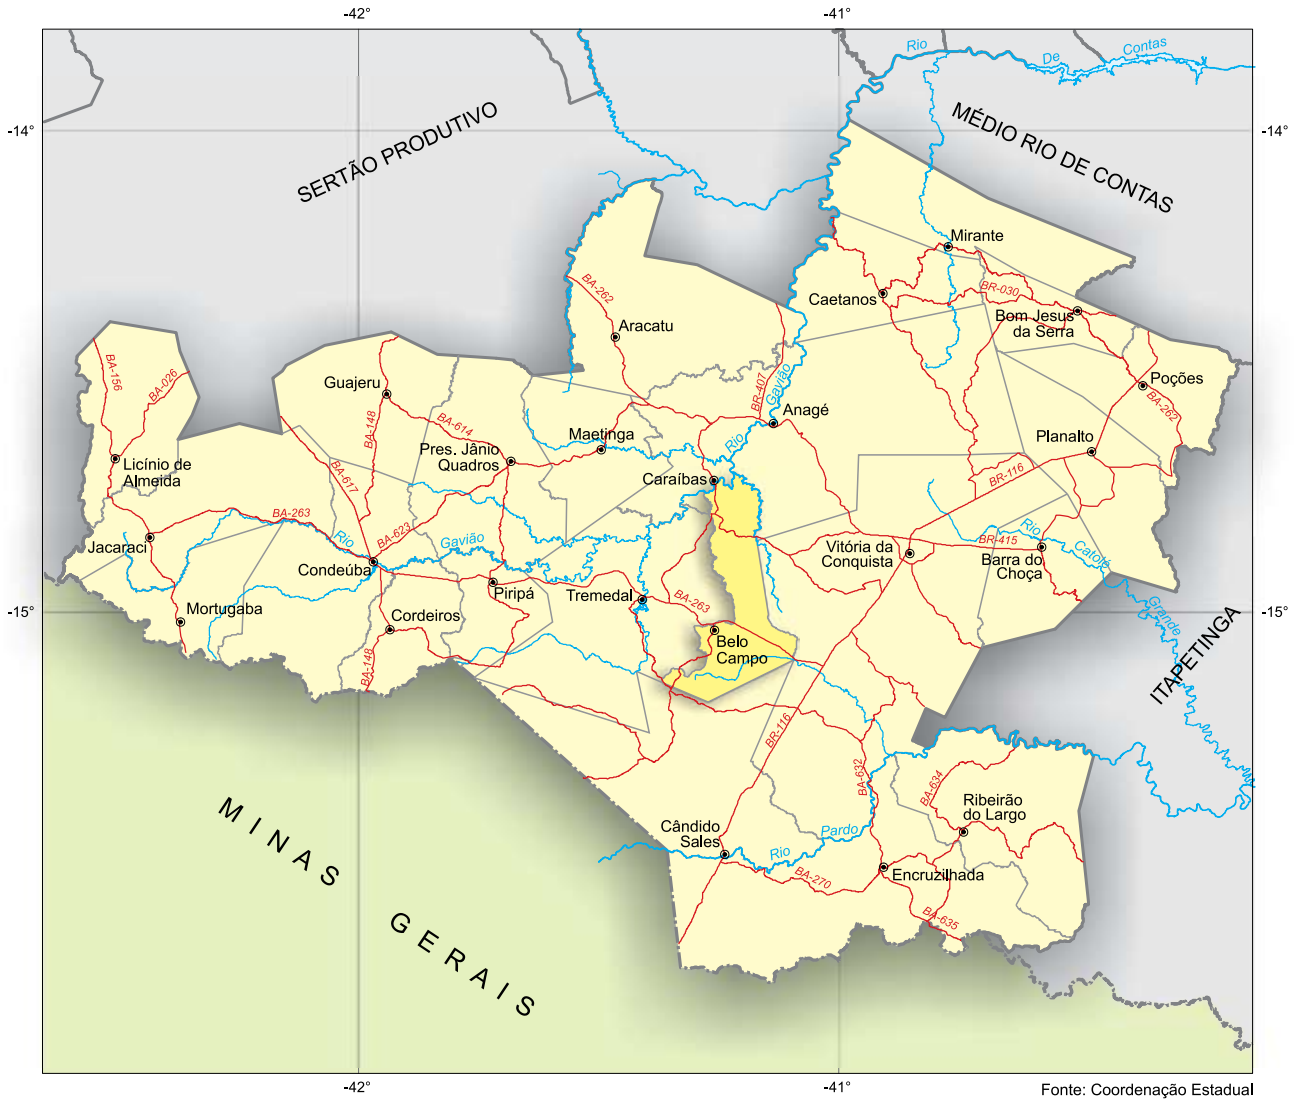 -42°
-41°
Rio
De
Contas
-14°
-14°
SERTÃO PRODUTIVO
MÉDIO RIO DE CONTAS
Mirante
BA-262
BR-030
Caetanos
Bom Jesus
da Serra
Aracatu
BA-156
BA-026
Guajeru
BR-407
Gavião
Poções
BA-262
BA-148
BA-614
Anagé
Maetinga
Planalto
Pres. Jânio
Quadros
Rio
Licínio de
Almeida
BA-617
Caraíbas
BR-116
BA-263
Rio
BA-623
Gavião
Rio
Jacaraci
BR-415
Catolé
Vitória da
Conquista
Barra do
Choça
Condeúba
Piripá
Tremedal
BA-263
Grande
-15°
-15°
Mortugaba
Cordeiros
Belo
Campo
ITAPETINGA
BA-148
BR-116
BA-632
BA-634
MINAS GERAIS
Ribeirão
do Largo
Cândido
Sales
Pardo
Rio
BA-270
Encruzilhada
BA-635
-42°
-41°
Fonte: Coordenação Estadual